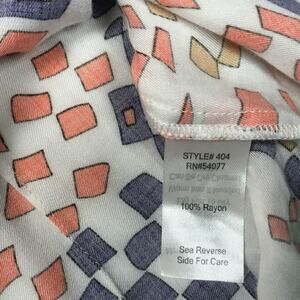 STYLE# 404
RN#54077
100% Rayon
See Reverse
Side For Care